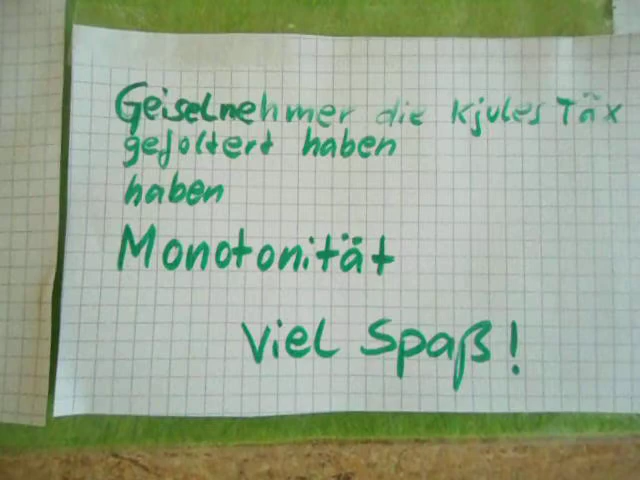 Geiselnehmer die Kjules Täx
gefoltert haben
haben
Monotonität
Viel Spaß!